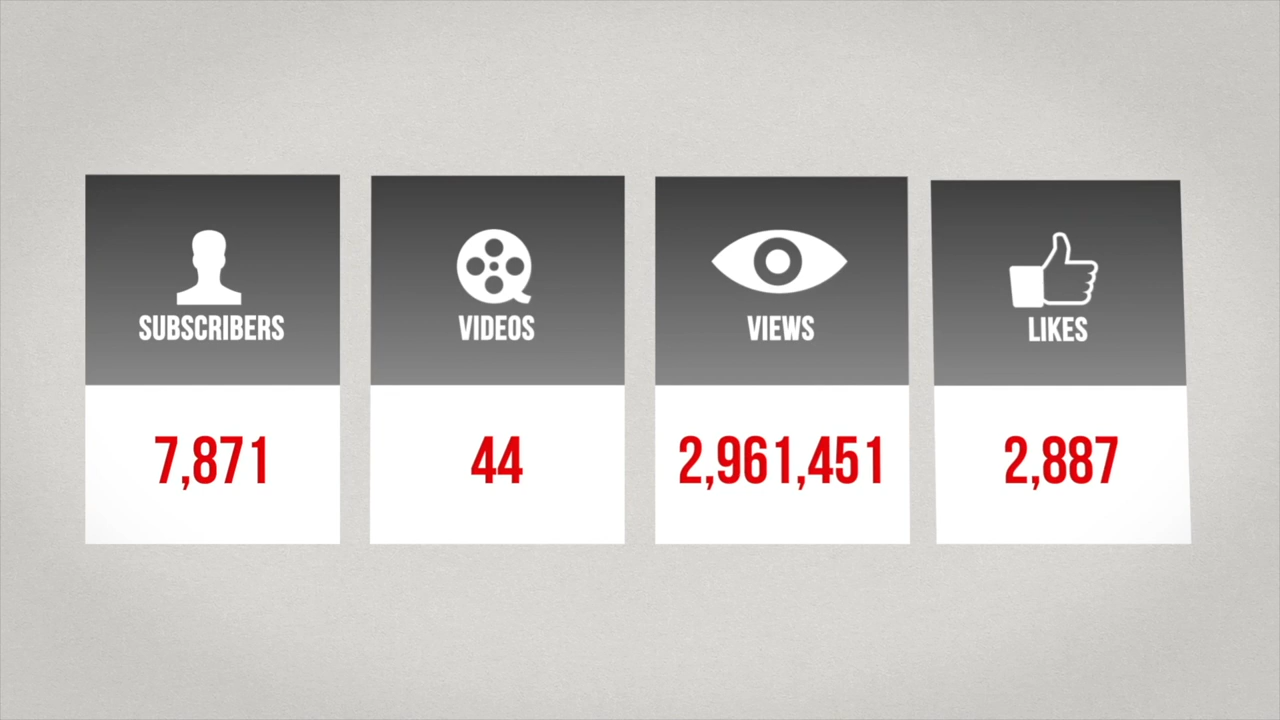 SUBSCRIBERS
7,871
VIDEOS
44
VIEWS
2,961,451
LIKES
2,887